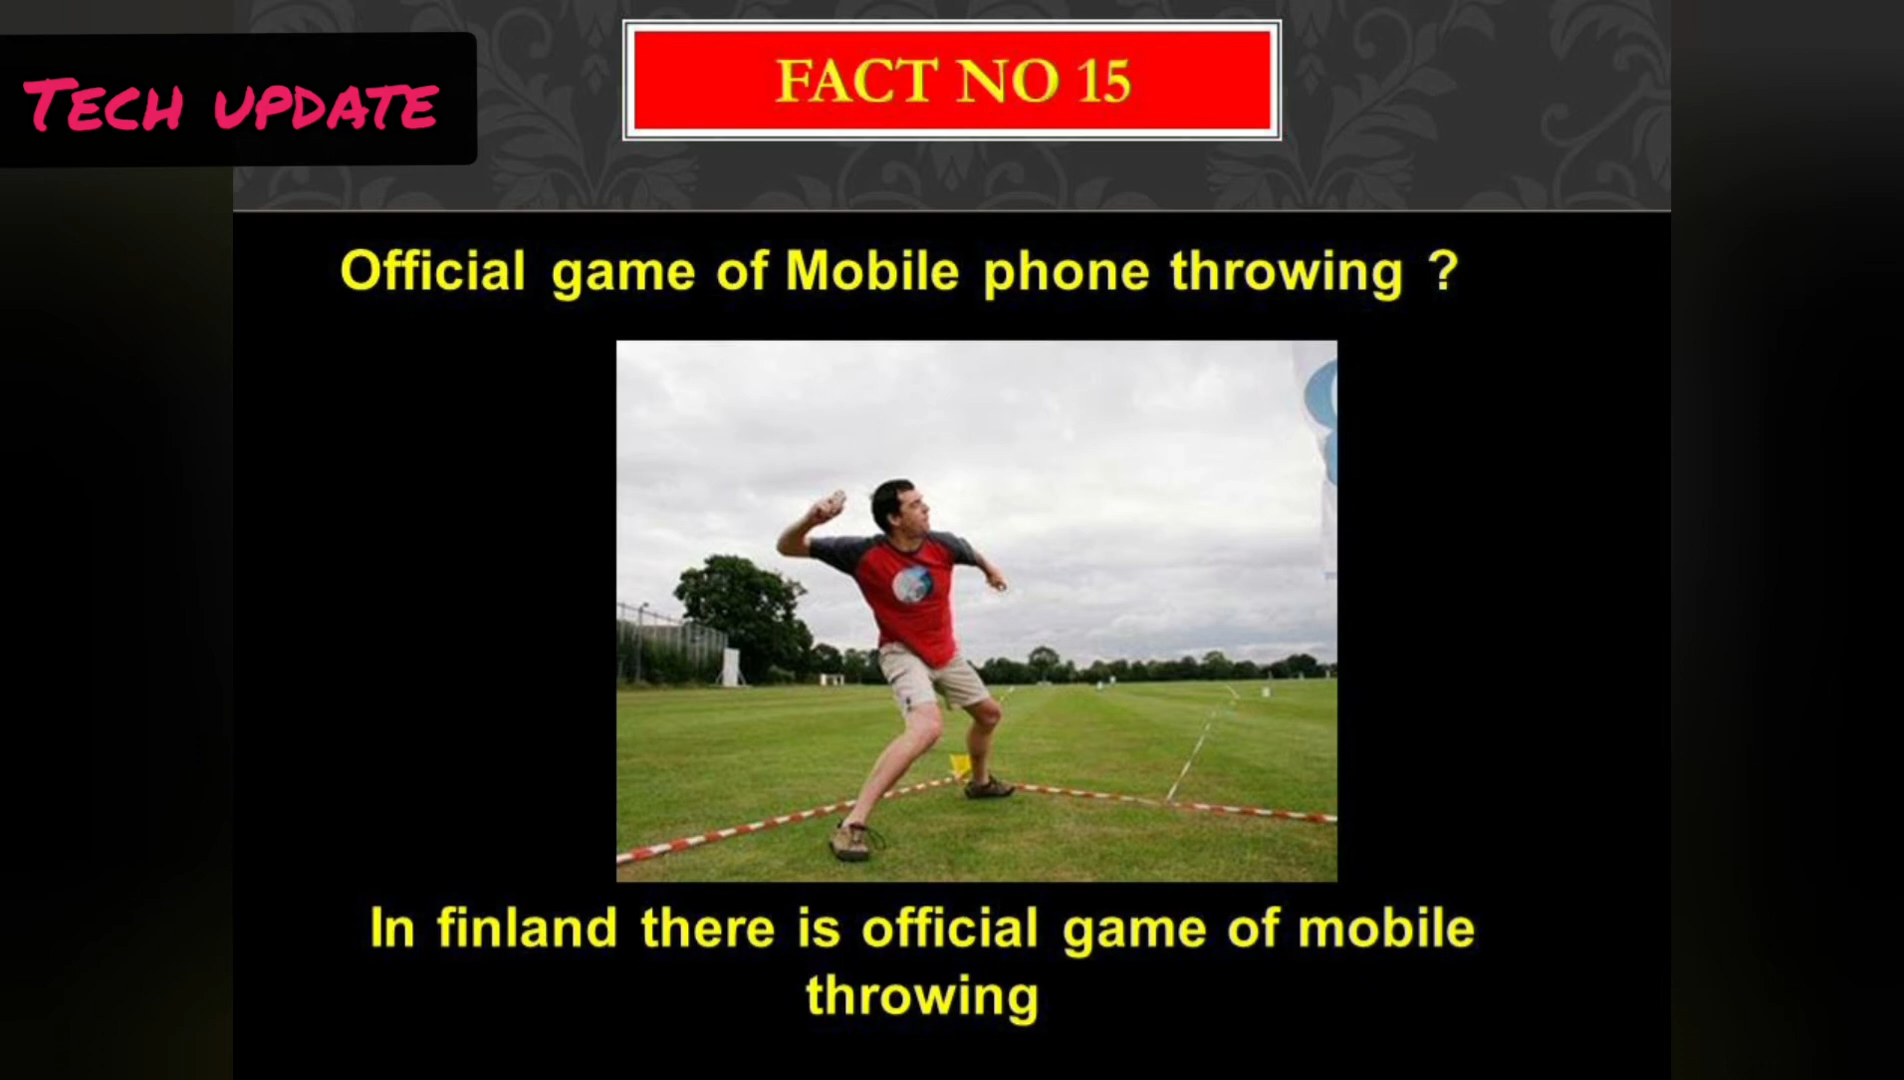 TECH UPDATE
FACT NO 15
Official game of Mobile phone throwing ?
In finland there is official game of mobile
throwing